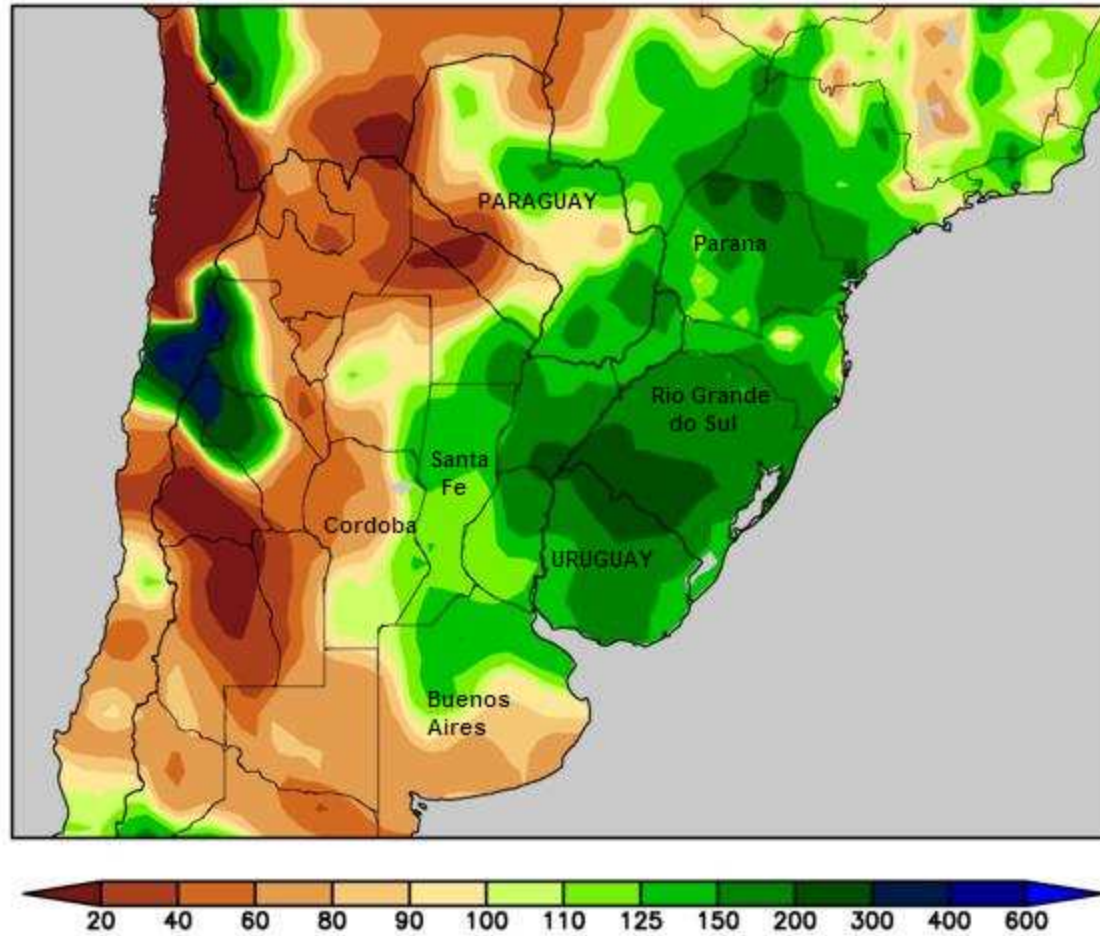 PARAGUAY
Parana
Rio Grande
do Sul
Santa
Fe
Cordoba
URUGUAY
Buenos
Aires
20 40 60 80 90 100 110 125 150 200 300 400 600